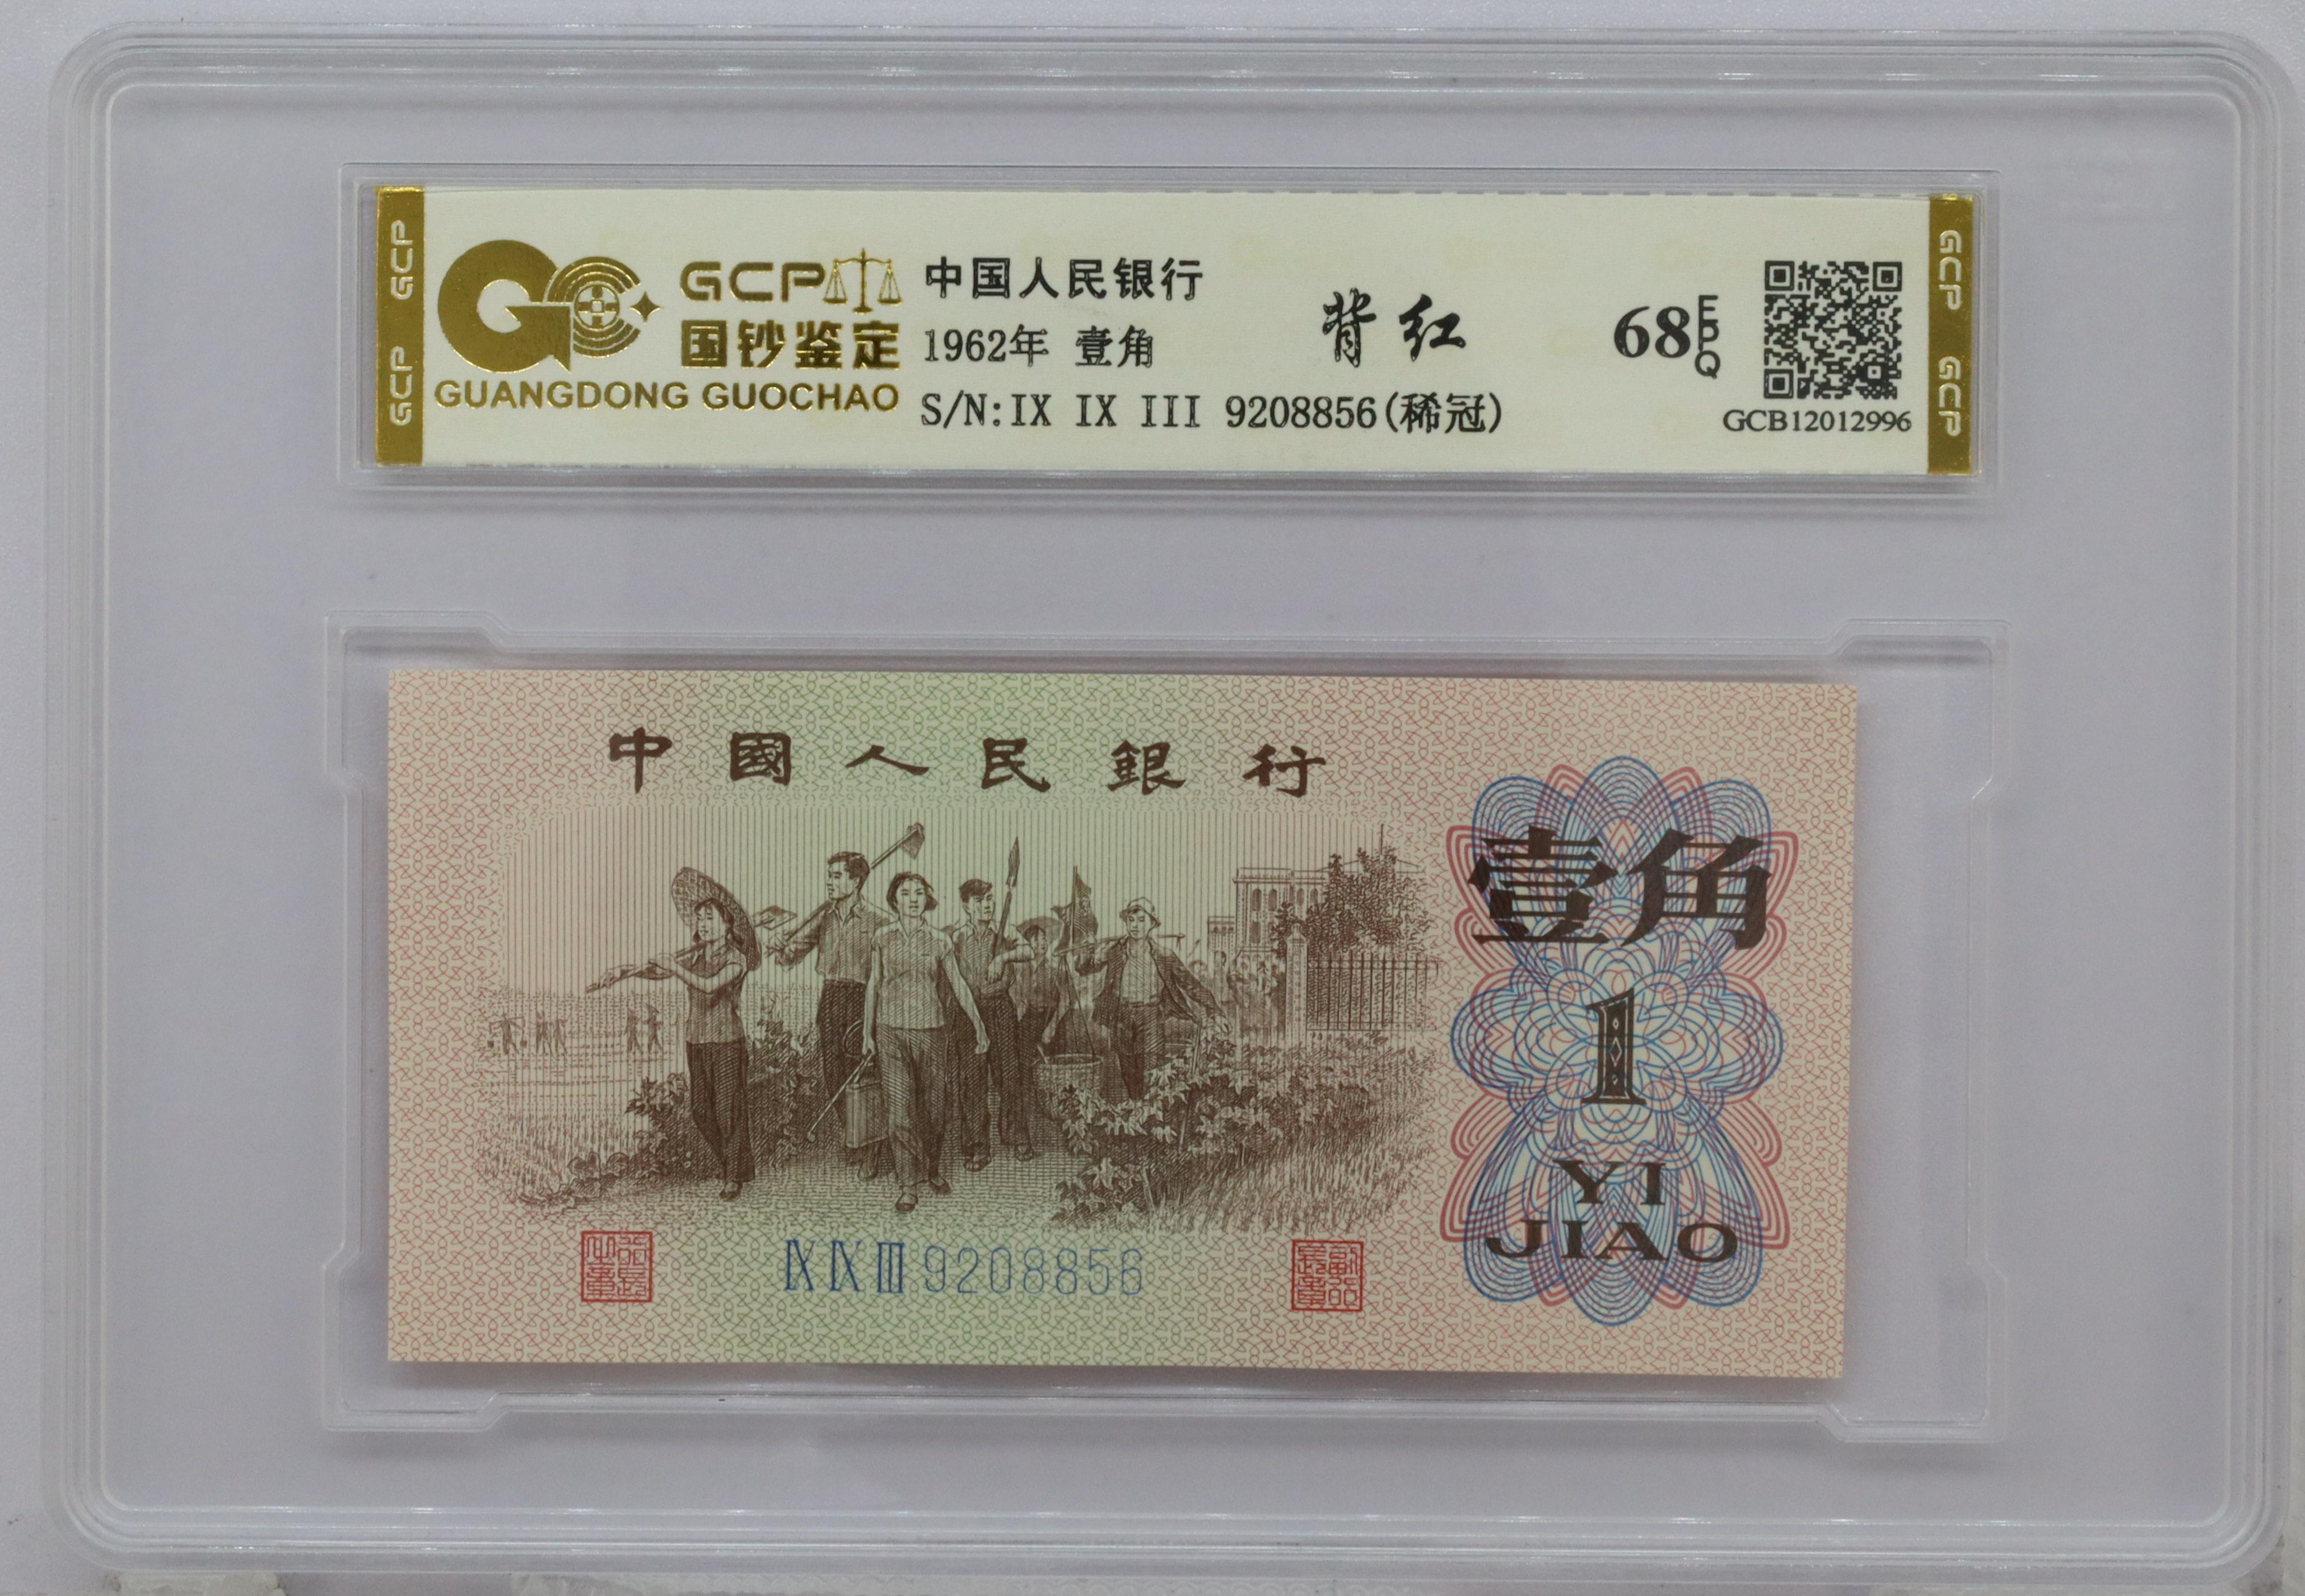 GCP GCP
GCP
国钞鉴定
GUANGDONG GUOCHAO
中国人民银行
1962年 壹角
S/N:IX IX III 9208856(稀冠)
背红
68EPQ
GCB12012996
GCP GCP
中國人民銀行
壹角
1
YI
JIAO
IX IX III 9208856